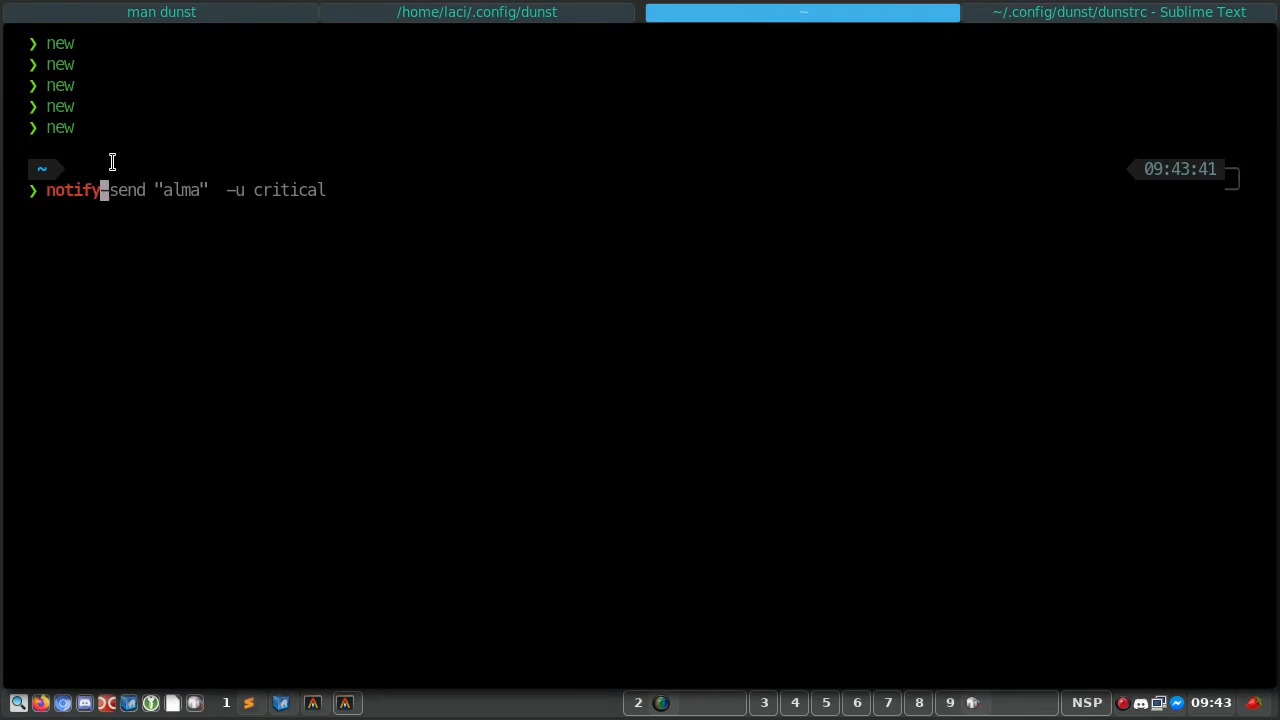 man dunst /home/laci/.config/dunst ~ ~/.config/dunst/dunstrc - Sublime Text
❯ new
❯ new
❯ new
❯ new
❯ new
~ 09:43:41
❯ notify-send "alma"  -u critical
1 2 3 4 5 6 7 8 9 NSP 09:43